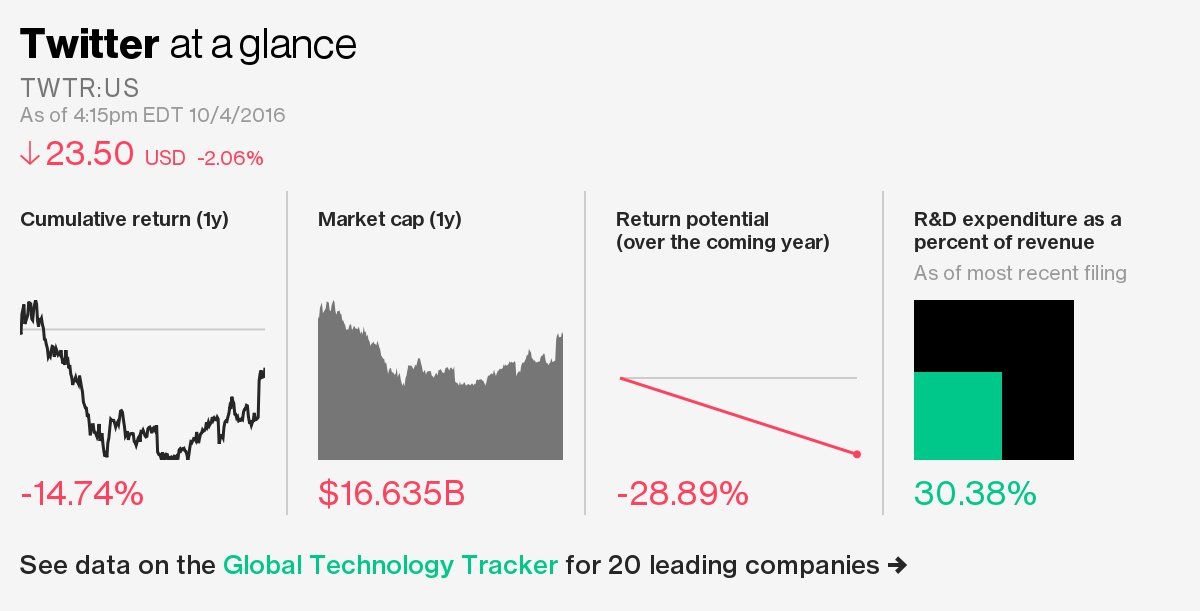 Twitter at a glance
TWTR:US
As of 4:15pm EDT 10/4/2016
↓23.50 USD -2.06%
Cumulative return (1y)
-14.74%
Market cap (1y)
$16.635B
Return potential
(over the coming year)
-28.89%
R&D expenditure as a
percent of revenue
As of most recent filing
30.38%
See data on the Global Technology Tracker for 20 leading companies →